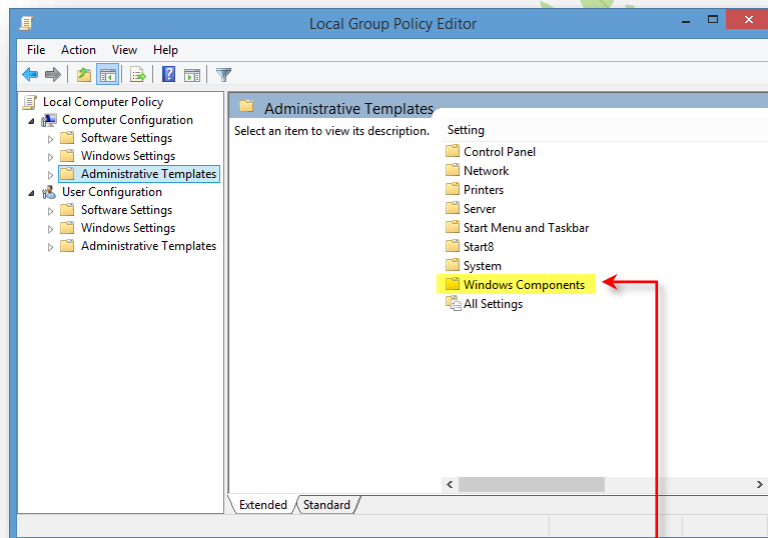 Local Group Policy Editor
File Action View Help
Local Computer Policy
Computer Configuration
Software Settings
Windows Settings
Administrative Templates
User Configuration
Software Settings
Windows Settings
Administrative Templates
Administrative Templates
Select an item to view its description.
Setting
Control Panel
Network
Printers
Server
Start Menu and Taskbar
Start8
System
Windows Components
All Settings
Extended Standard